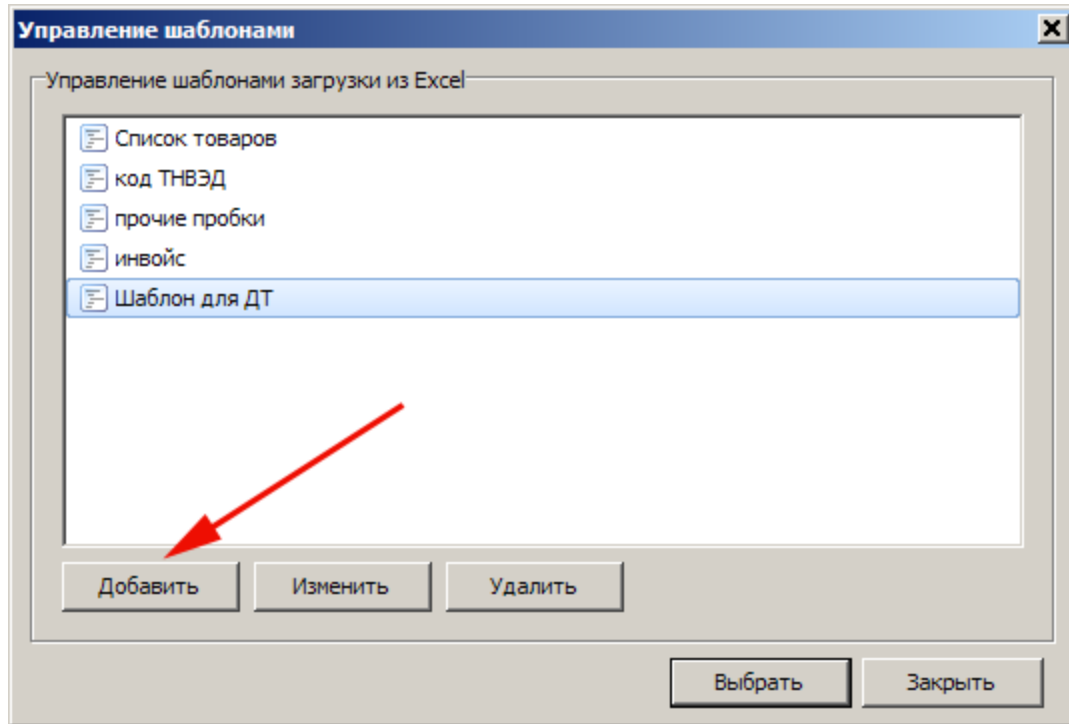 Управление шаблонами
Управление шаблонами загрузки из Excel
Список товаров
код ТНВЭД
прочие пробки
инвойс
Шаблон для ДТ
Добавить Изменить Удалить
Выбрать Закрыть